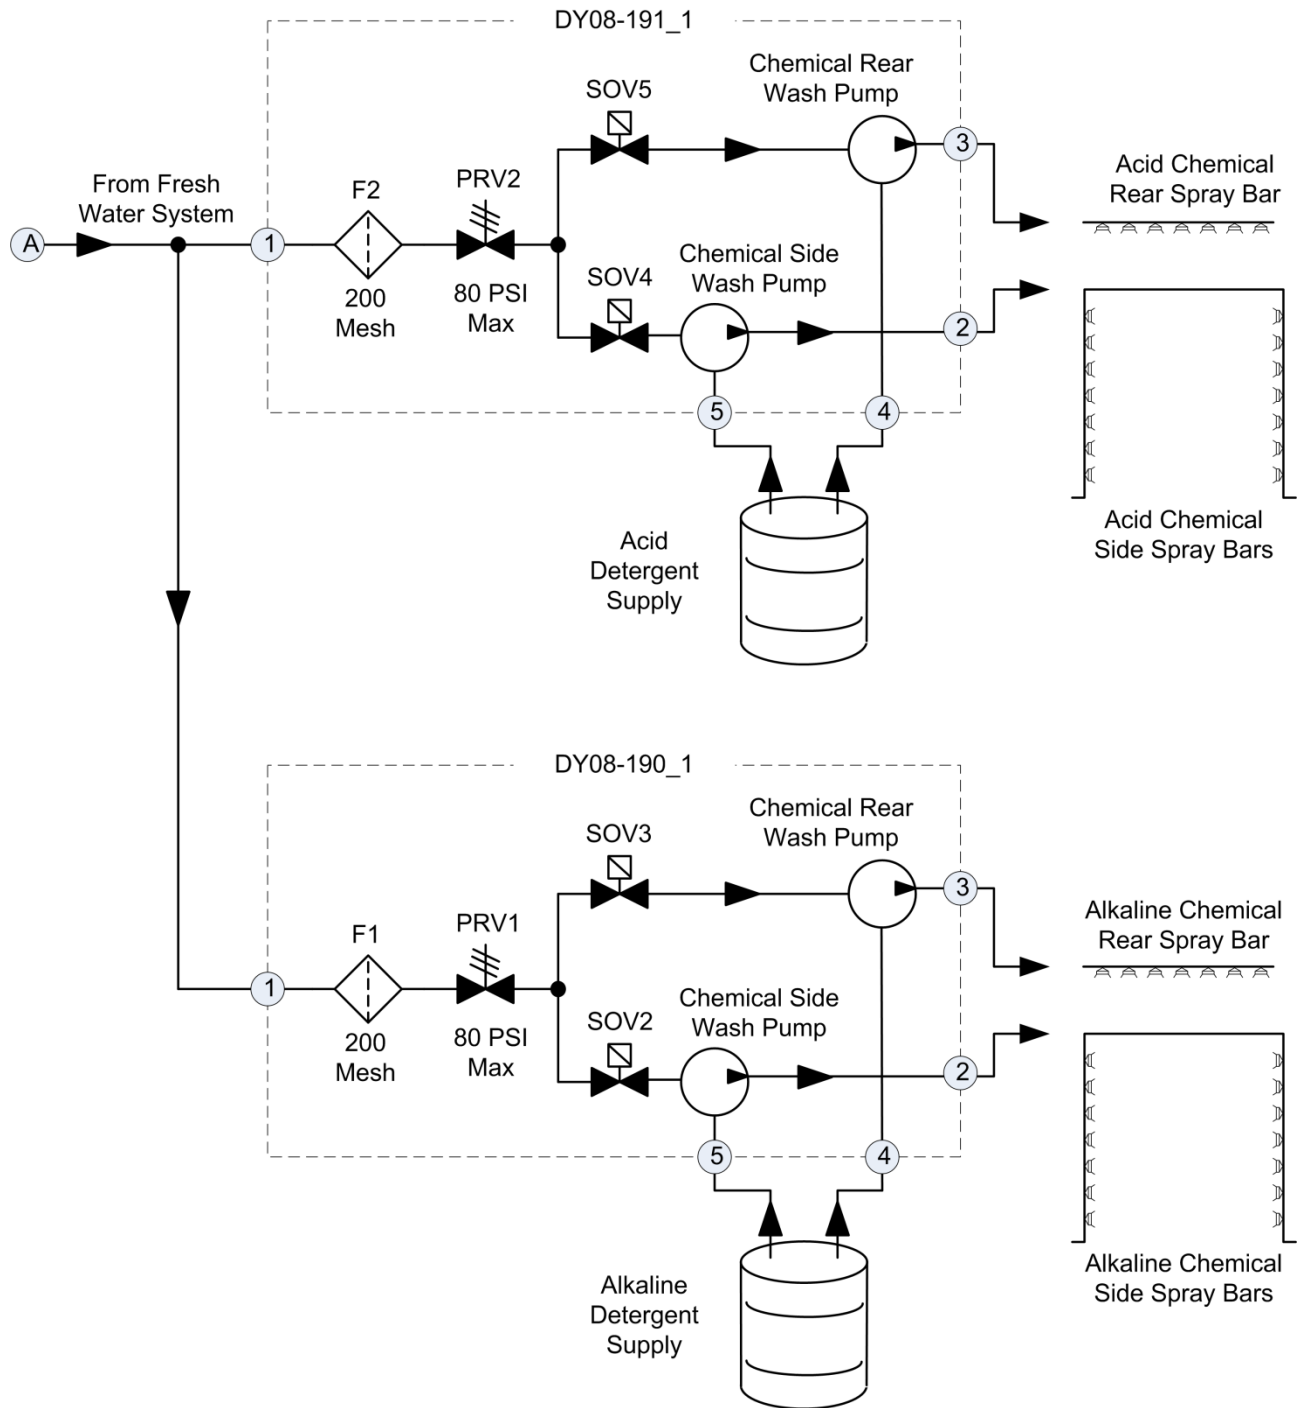 DY08-191_1
Chemical Rear
Wash Pump
SOV5
3
Acid Chemical
Rear Spray Bar
From Fresh
Water System
F2
PRV2
A
1
Chemical Side
Wash Pump
SOV4
200
Mesh
80 PSI
Max
2
5
4
Acid
Detergent
Supply
Acid Chemical
Side Spray Bars
DY08-190_1
Chemical Rear
Wash Pump
SOV3
3
Alkaline Chemical
Rear Spray Bar
F1
PRV1
1
Chemical Side
Wash Pump
SOV2
200
Mesh
80 PSI
Max
2
5
4
Alkaline
Detergent
Supply
Alkaline Chemical
Side Spray Bars